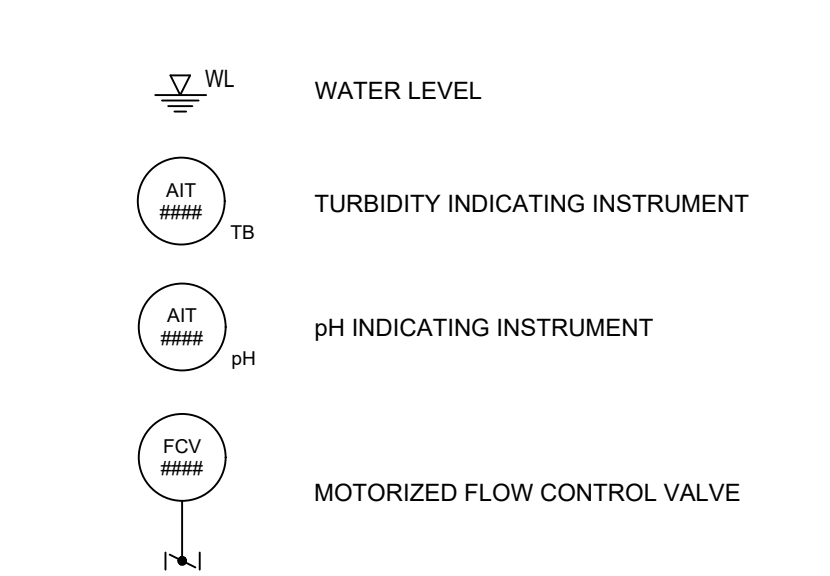 WL
WATER LEVEL
AIT
####
TB
TURBIDITY INDICATING INSTRUMENT
AIT
####
pH
pH INDICATING INSTRUMENT
FCV
####
MOTORIZED FLOW CONTROL VALVE